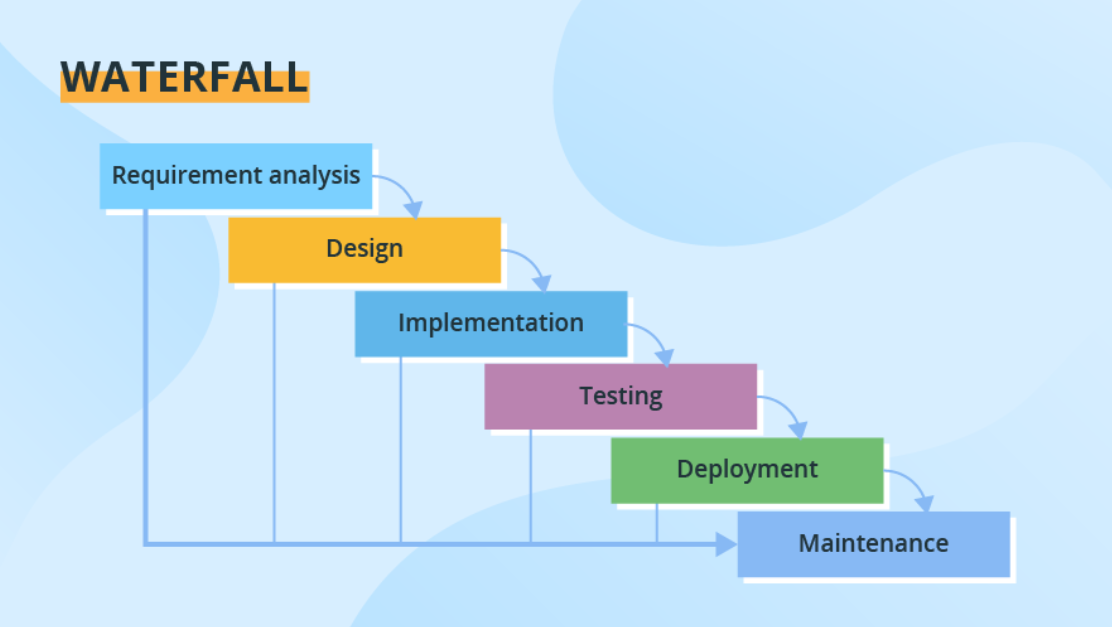 WATERFALL
Requirement analysis
Design
Implementation
Testing
Deployment
Maintenance